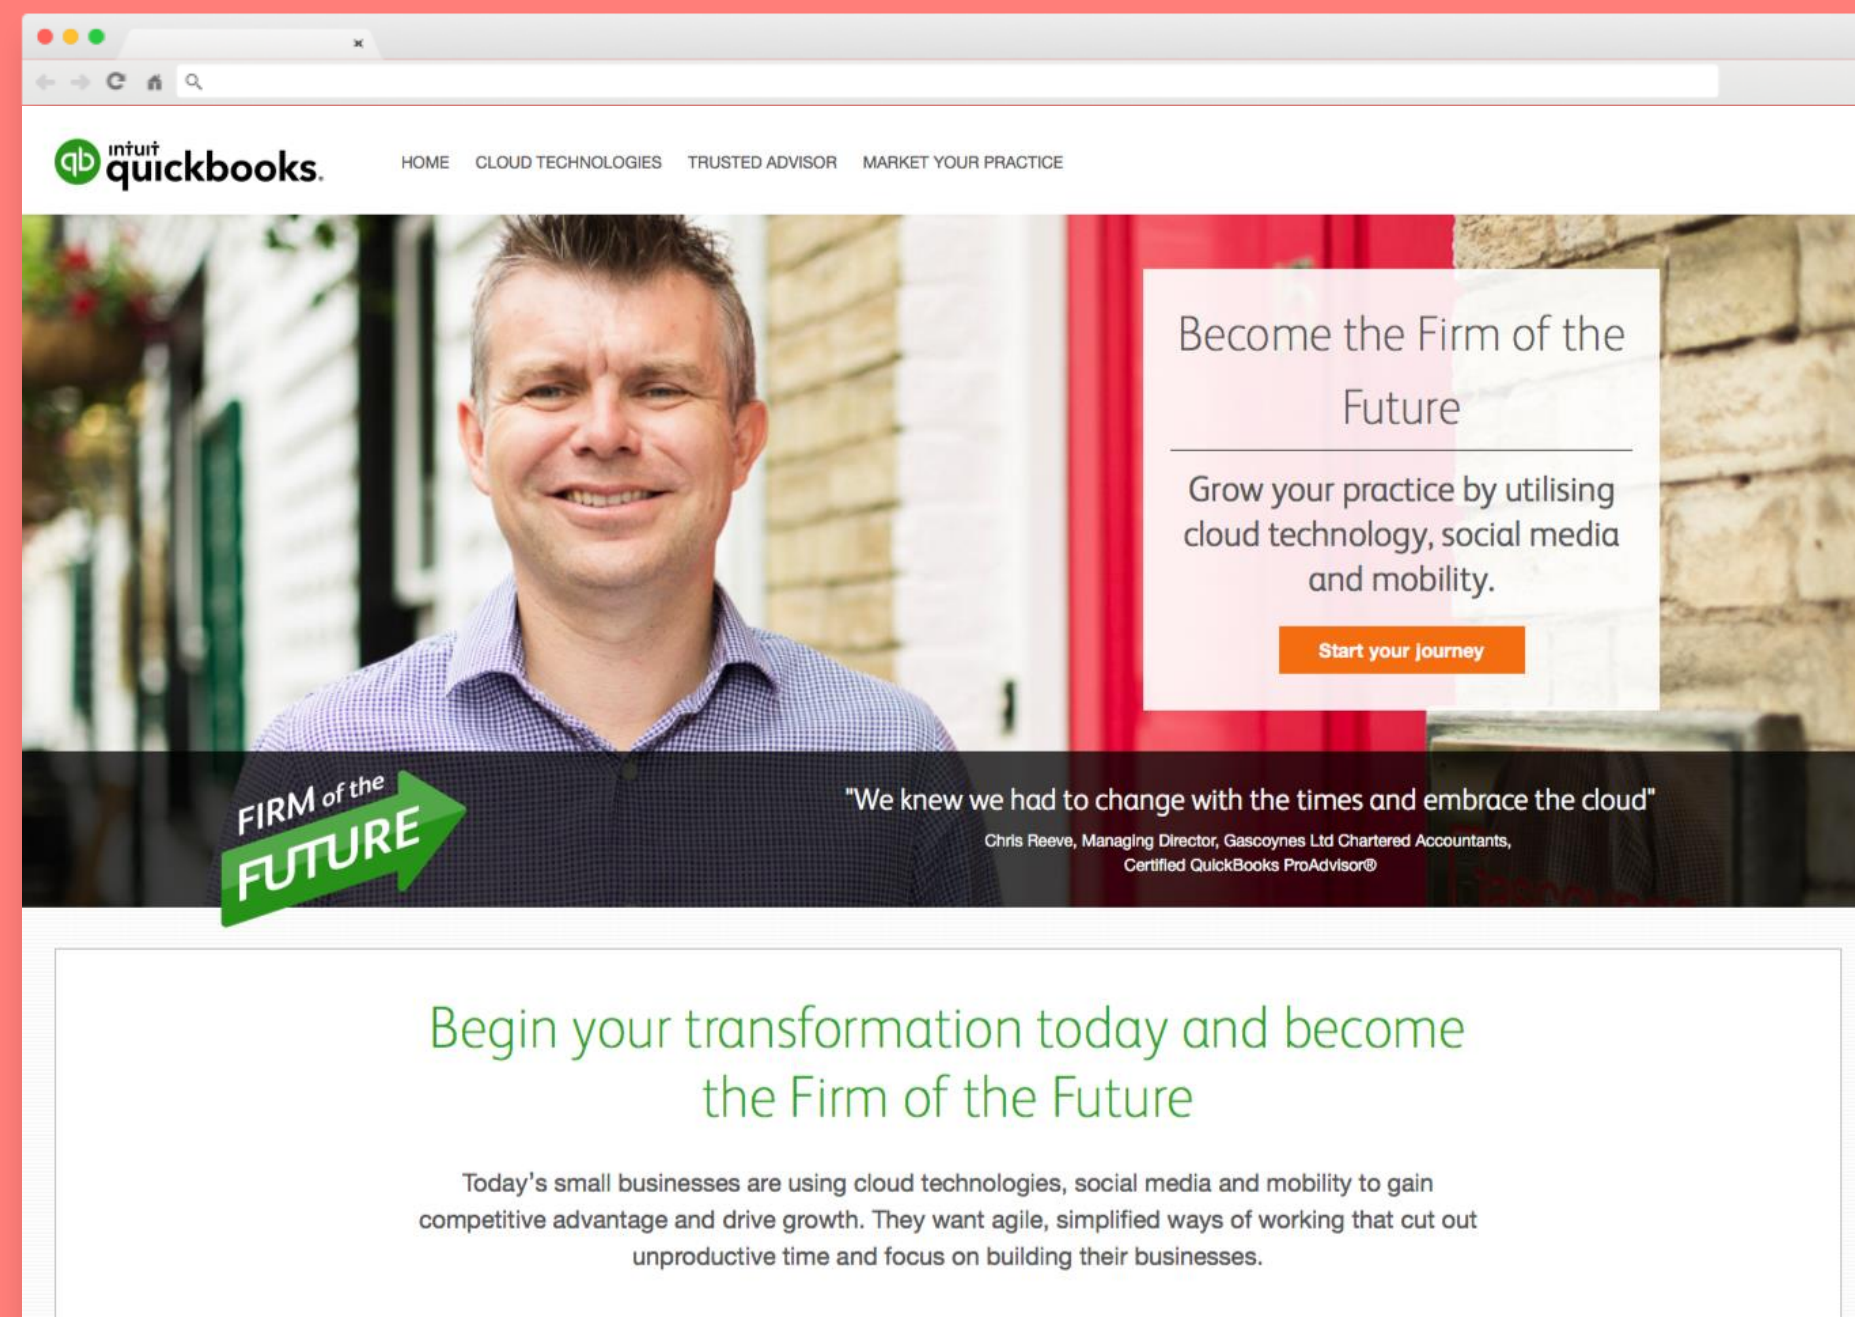 qb intuit quickbooks.
HOME CLOUD TECHNOLOGIES TRUSTED ADVISOR MARKET YOUR PRACTICE
Become the Firm of the
Future
Grow your practice by utilising
cloud technology, social media
and mobility.
Start your journey
FIRM of the
FUTURE
"We knew we had to change with the times and embrace the cloud"
Chris Reeve, Managing Director, Gascoynes Ltd Chartered Accountants,
Certified QuickBooks ProAdvisor®
Begin your transformation today and become
the Firm of the Future
Today’s small businesses are using cloud technologies, social media and mobility to gain
competitive advantage and drive growth. They want agile, simplified ways of working that cut out
unproductive time and focus on building their businesses.